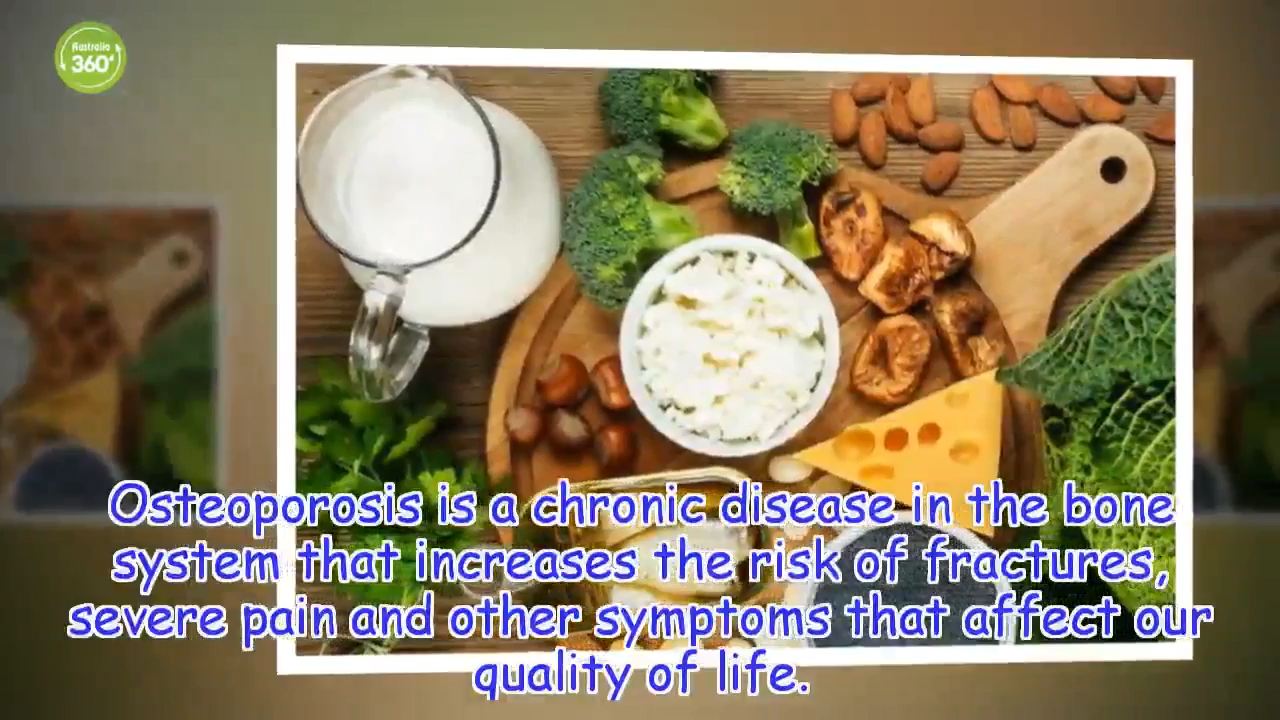 Australia
360°
Osteoporosis is a chronic disease in the bone
system that increases the risk of fractures,
severe pain and other symptoms that affect our
quality of life.